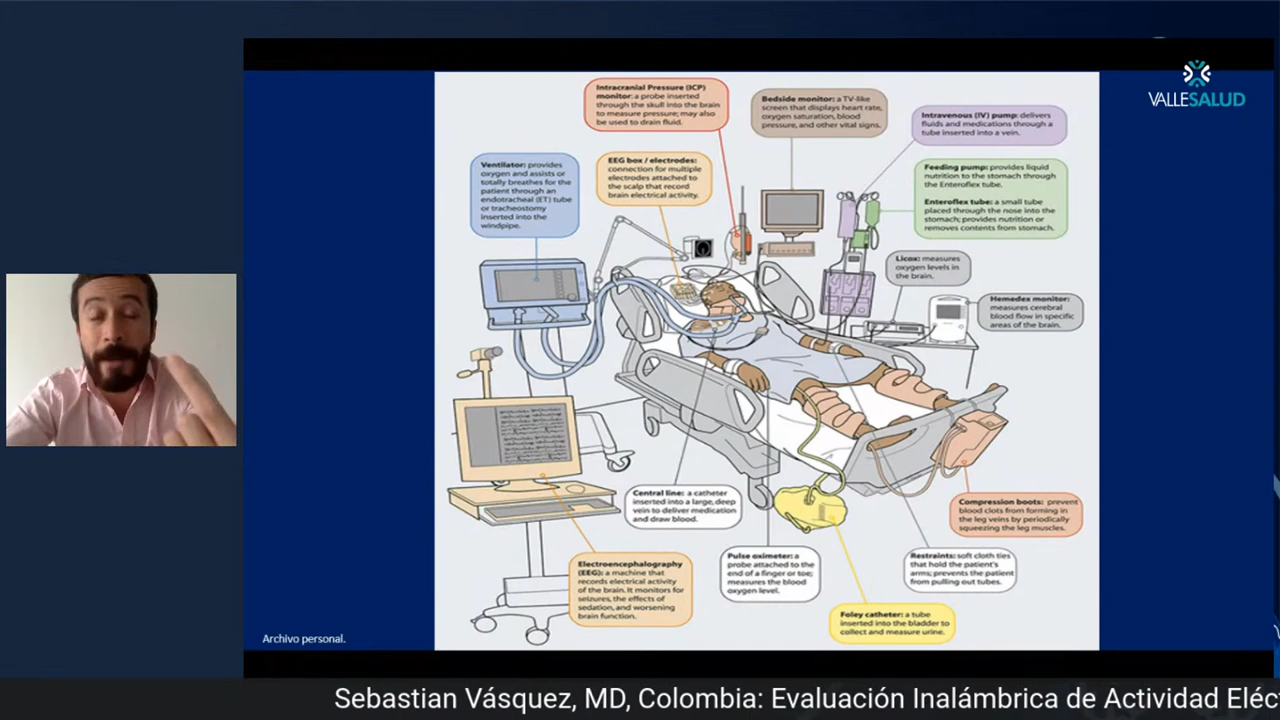 VALLESALUD
Intracranial Pressure (ICP)
monitor: a probe inserted
through the skull into the brain
to measure pressure; may also
be used to drain fluid.
Bedside monitor: a TV-like
screen that displays heart rate,
oxygen saturation, blood
pressure, and other vital signs.
Intravenous (IV) pump: delivers
fluids and medications through a
tube inserted into a vein.
Ventilator: provides
oxygen and assists or
totally breathes for the
patient through an
endotracheal (ET) tube
or tracheostomy
inserted into the
windpipe.
EEG box / electrodes:
connection for multiple
electrodes attached to
the scalp that record
brain electrical activity.
Feeding pump: provides liquid
nutrition to the stomach through
the Enteroflex tube.
Enteroflex tube: a small tube
placed through the nose into the
stomach; provides nutrition or
removes contents from stomach.
Licox: measures
oxygen levels in
the brain.
Hemedex monitor:
measures cerebral
blood flow in specific
areas of the brain.
Central line: a catheter
inserted into a large, deep
vein to deliver medication
and draw blood.
Compression boots: prevent
blood clots from forming in
the leg veins by periodically
squeezing the leg muscles.
Electroencephalography
(EEG): a machine that
records electrical activity
of the brain. It monitors for
seizures, the effects of
sedation, and worsening
brain function.
Pulse oximeter: a
probe attached to the
end of a finger or toe;
measures the blood
oxygen level.
Restraints: soft cloth ties
that hold the patient's
arms; prevents the patient
from pulling out tubes.
Foley catheter: a tube
inserted into the bladder to
collect and measure urine.
Archivo personal.
Sebastian Vásquez, MD, Colombia: Evaluación Inalámbrica de Actividad Eléc